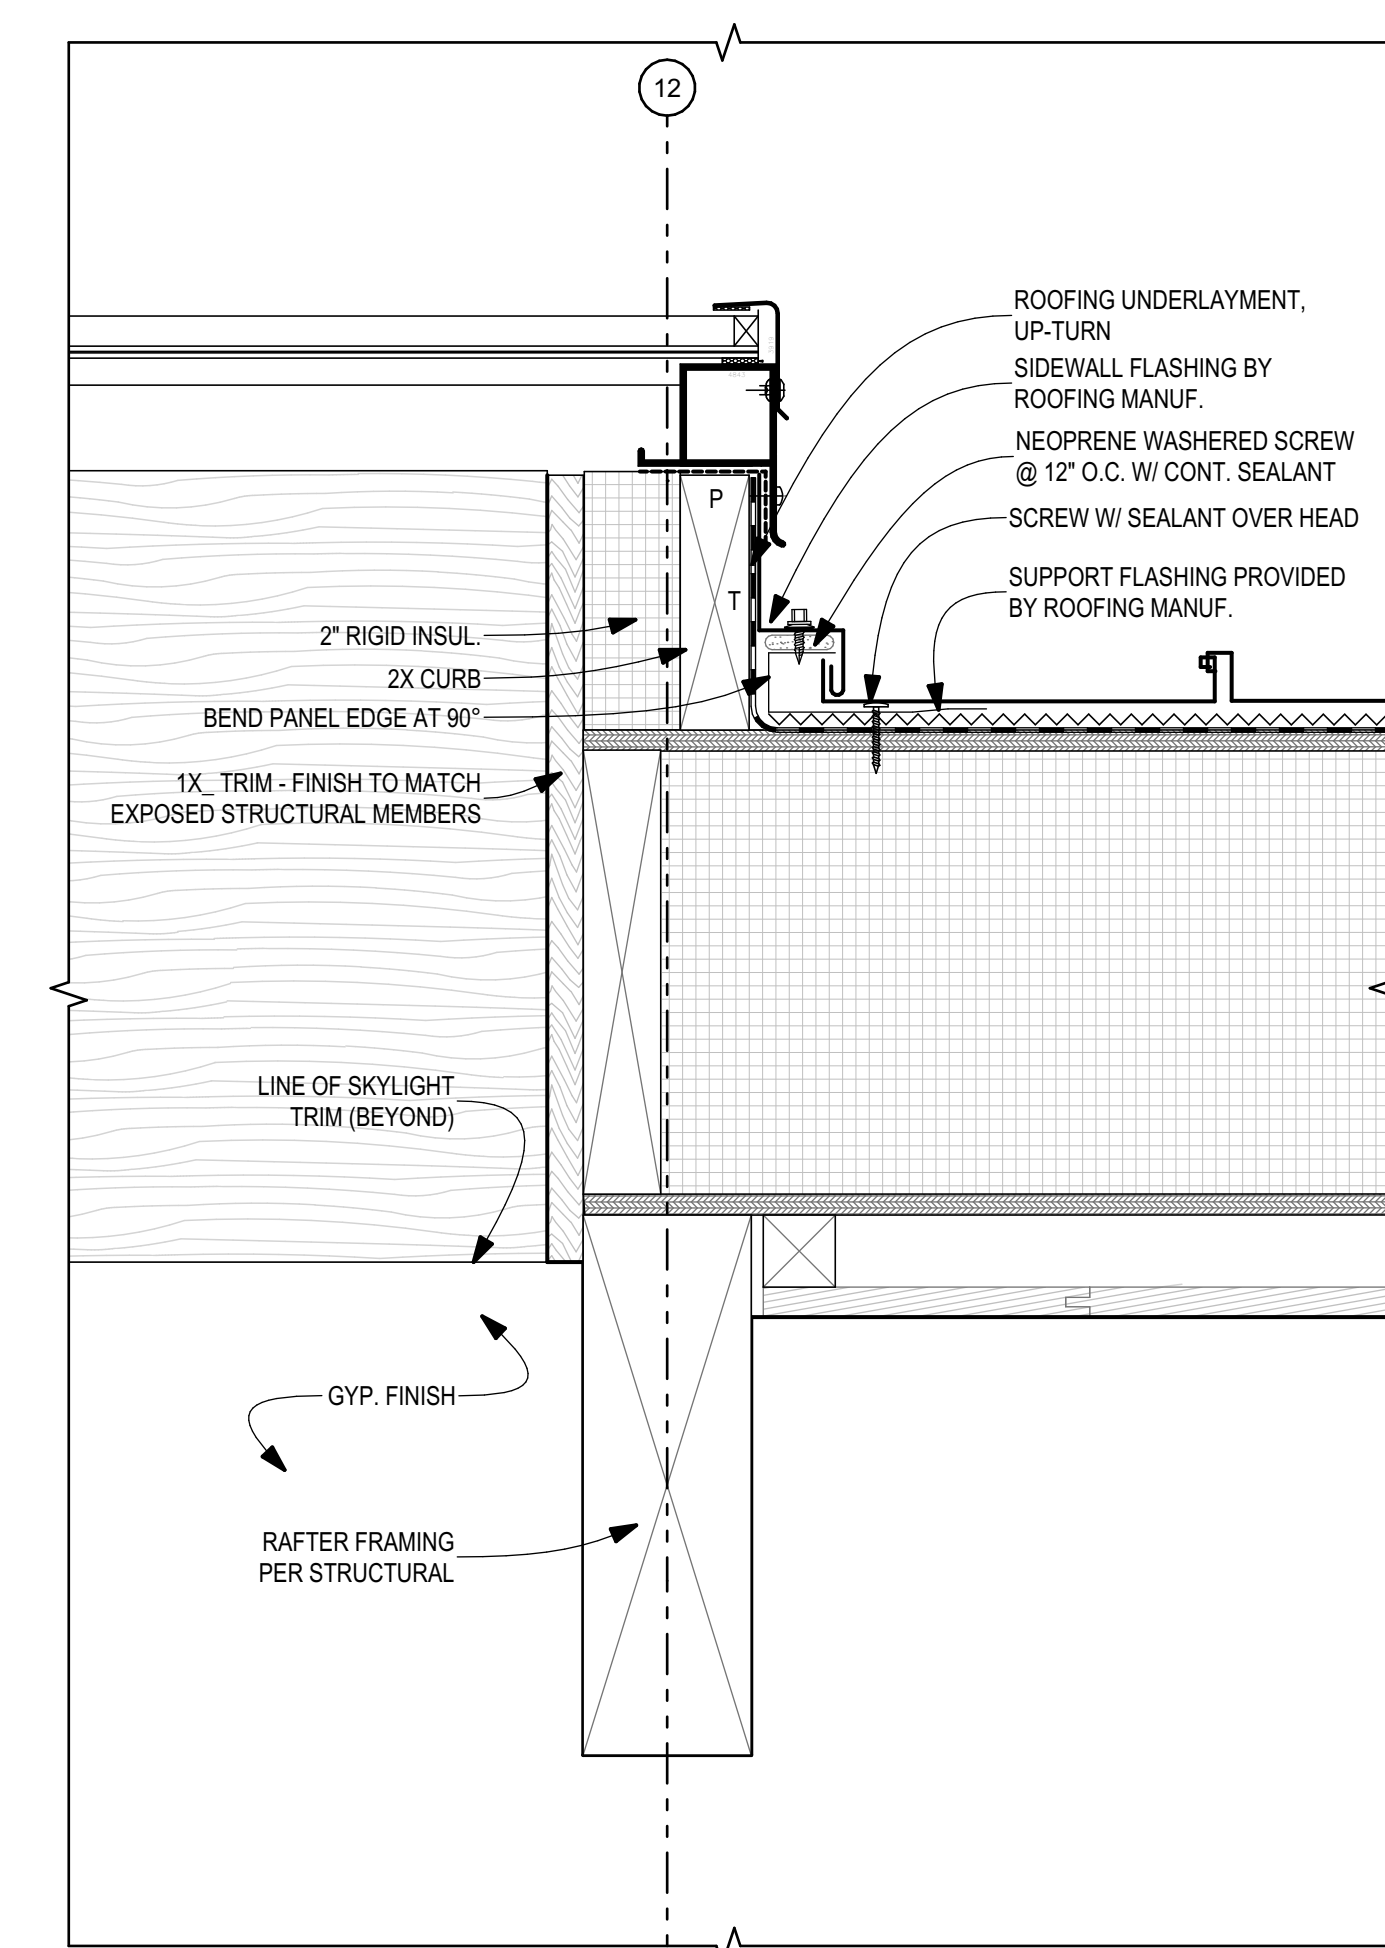 12
ROOFING UNDERLAYMENT,
UP-TURN
SIDEWALL FLASHING BY
ROOFING MANUF.
NEOPRENE WASHERED SCREW
@ 12" O.C. W/ CONT. SEALANT
SCREW W/ SEALANT OVER HEAD
SUPPORT FLASHING PROVIDED
BY ROOFING MANUF.
P
T
2" RIGID INSUL.
2X CURB
BEND PANEL EDGE AT 90°
1X_ TRIM - FINISH TO MATCH
EXPOSED STRUCTURAL MEMBERS
LINE OF SKYLIGHT
TRIM (BEYOND)
GYP. FINISH
RAFTER FRAMING
PER STRUCTURAL